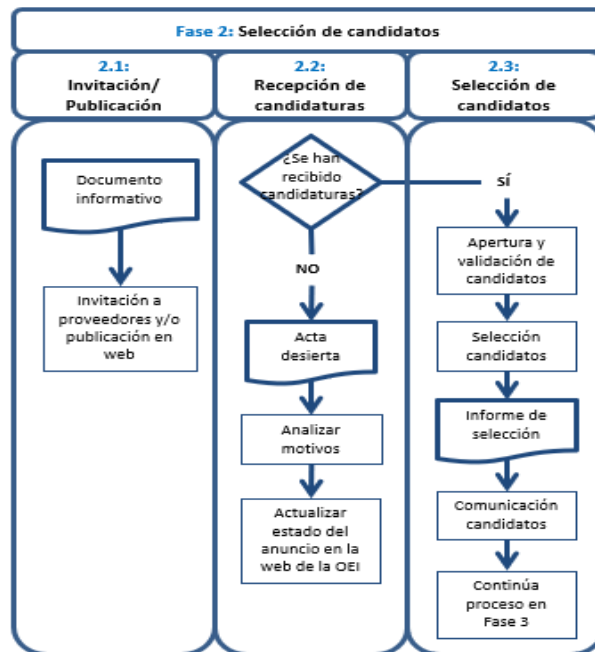 Fase 2: Selección de candidatos
2.1:
Invitación/
Publicación
2.2:
Recepción de
candidaturas
2.3:
Selección de
candidatos
Documento
informativo
Invitación a
proveedores y/o
publicación en
web
¿Se han
recibido
candidaturas?
NO
Acta
desierta
Analizar
motivos
Actualizar
estado del
anuncio en la
web de la OEI
SÍ
Apertura y
validación de
candidatos
Selección
candidatos
Informe de
selección
Comunicación
candidatos
Continúa
proceso en
Fase 3